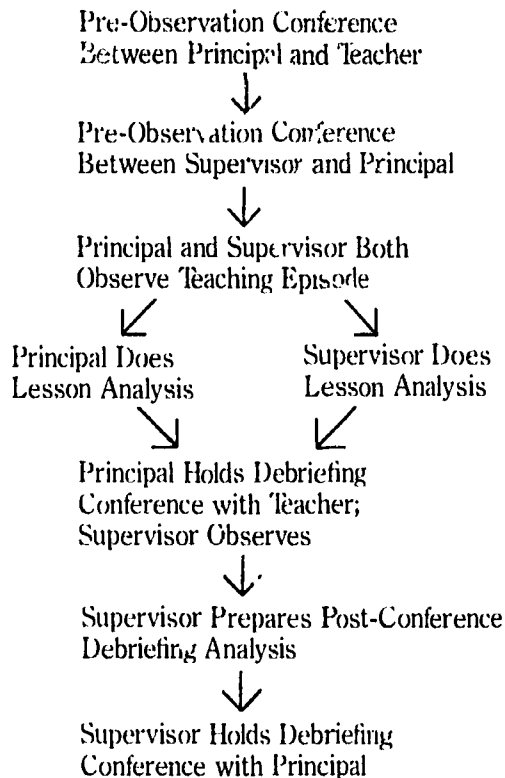 Pre-Observation Conference
Between Principal and Teacher
Pre-Observation Conference
Between Supervisor and Principal
Principal and Supervisor Both
Observe Teaching Episode
Principal Does
Lesson Analysis
Supervisor Does
Lesson Analysis
Principal Holds Debriefing
Conference with Teacher;
Supervisor Observes
Supervisor Prepares Post-Conference
Debriefing Analysis
Supervisor Holds Debriefing
Conference with Principal